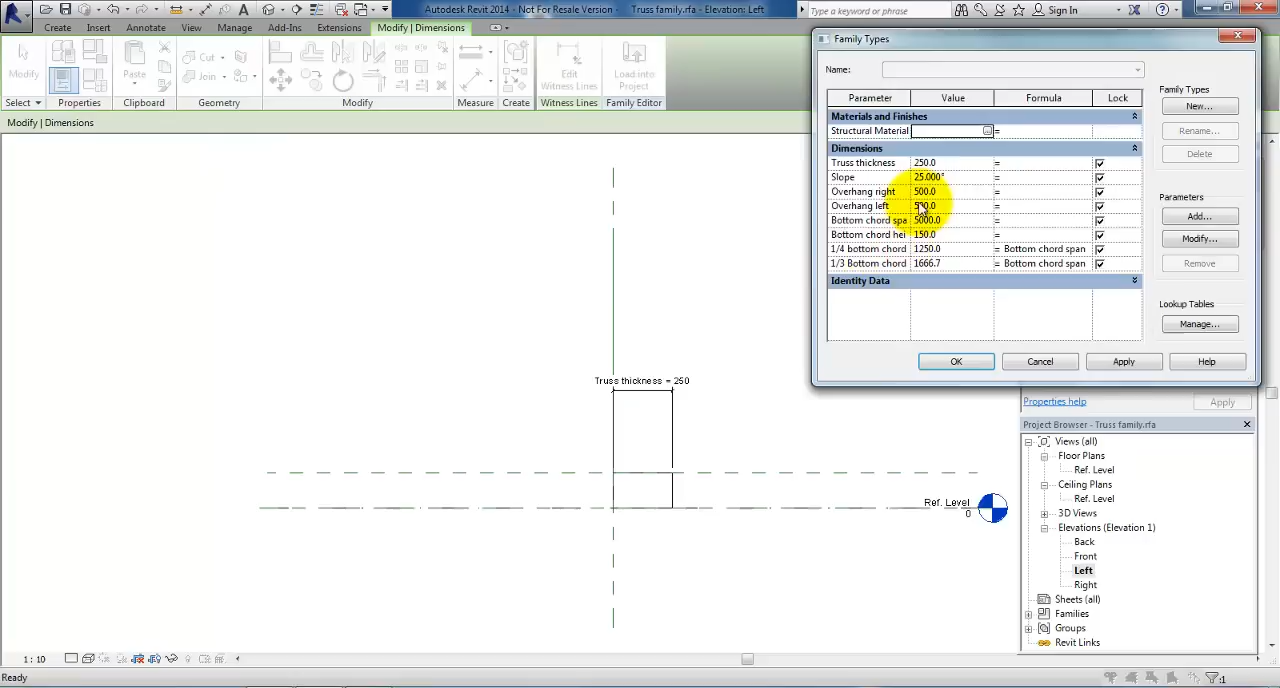 Autodesk Revit 2014 - Not For Resale Version - Truss family.rfa - Elevation: Left
Type a keyword or phrase
Sign In
Create Insert Annotate View Manage Add-Ins Extensions Modify | Dimensions
Modify
Paste
Cut
Join
Edit
Witness Lines
Load into
Project
Select Properties Clipboard Geometry Modify Measure Create Witness Lines Family Editor
Modify | Dimensions
Family Types
Name:
Parameter Value Formula Lock
Materials and Finishes
Structural Material =
Dimensions
Truss thickness 250.0 =
Slope 25.000° =
Overhang right 500.0 =
Overhang left =
Bottom chord spa 5000.0 =
Bottom chord hei 150.0 =
1/4 bottom chord 1250.0 = Bottom chord span
1/3 Bottom chord 1666.7 = Bottom chord span
Identity Data
Family Types
New...
Rename...
Delete
Parameters
Add...
Modify...
Remove
Lookup Tables
Manage...
OK Cancel Apply Help
Truss thickness = 250
Ref. Level
0
Properties help
Apply
Project Browser - Truss family.rfa
Views (all)
Floor Plans
Ref. Level
Ceiling Plans
Ref. Level
3D Views
Elevations (Elevation 1)
Back
Front
Left
Right
Sheets (all)
Families
Groups
Revit Links
1 : 10
Ready
:1